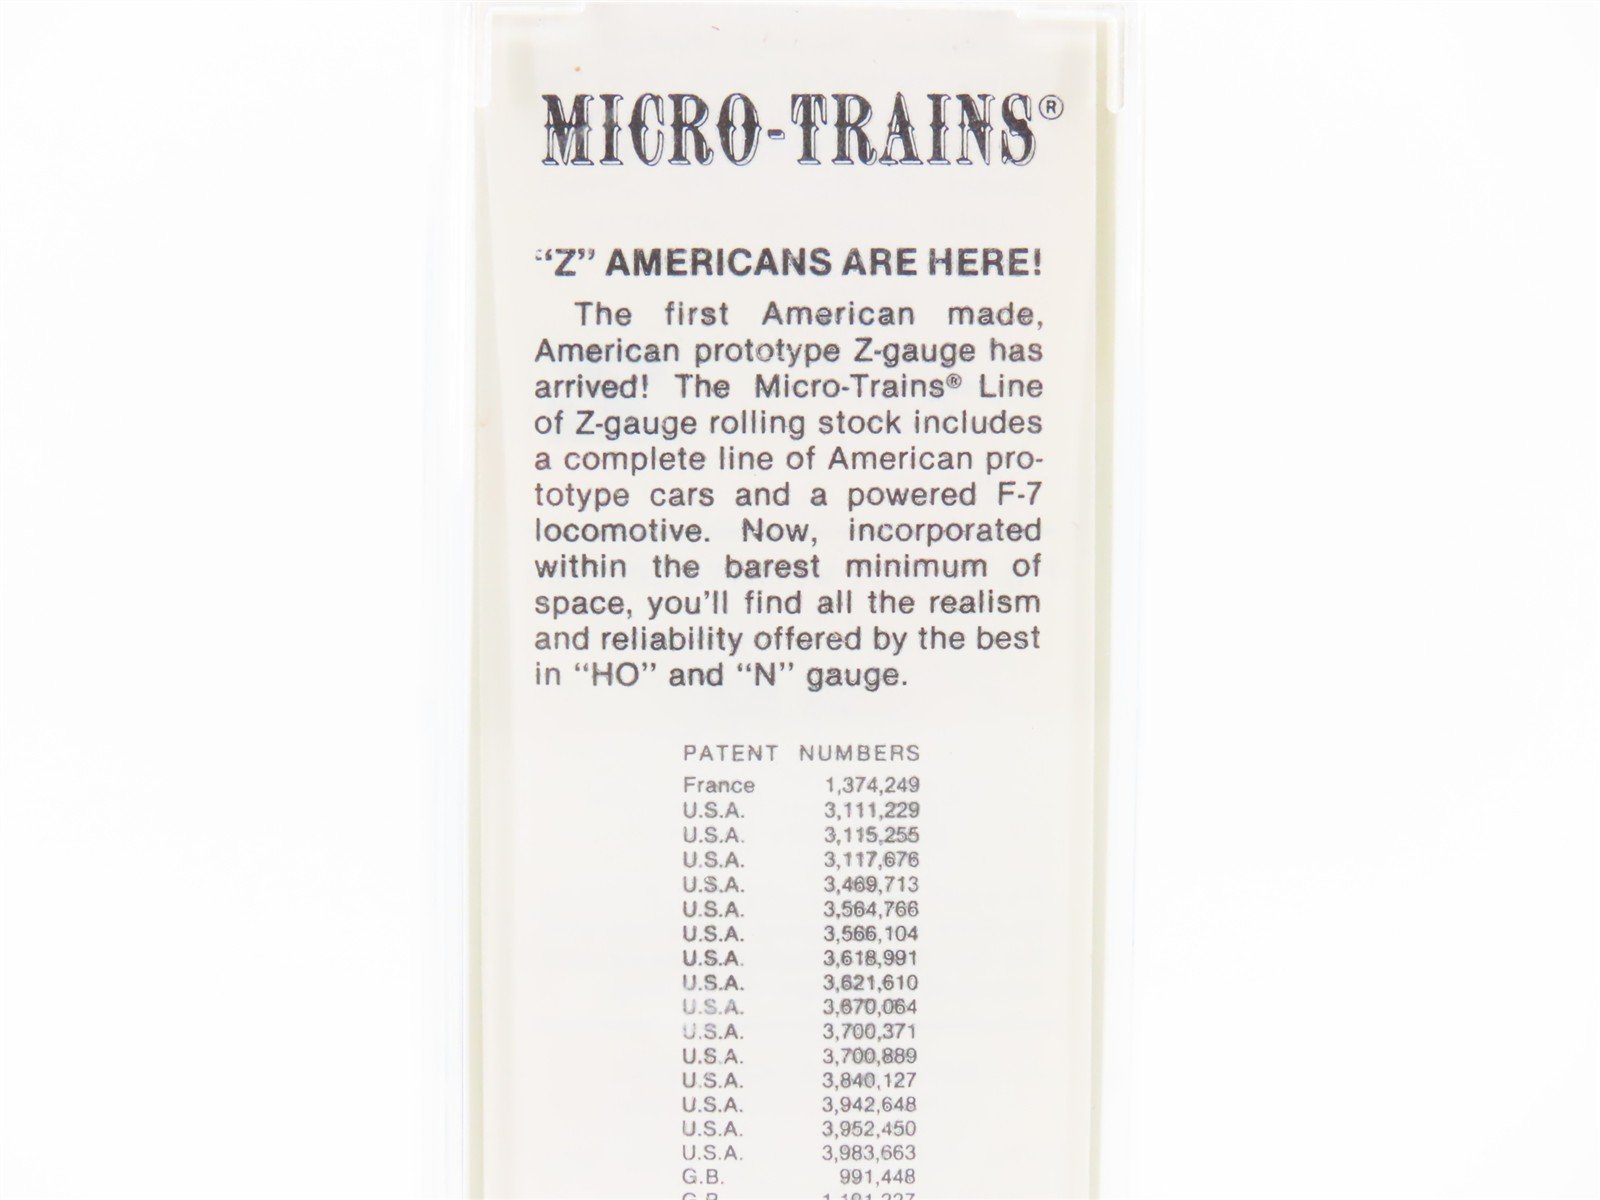 MICRO-TRAINS®
"Z" AMERICANS ARE HERE!
The first American made,
American prototype Z-gauge has
arrived! The Micro-Trains® Line
of Z-gauge rolling stock includes
a complete line of American pro-
totype cars and a powered F-7
locomotive. Now, incorporated
within the barest minimum of
space, you'll find all the realism
and reliability offered by the best
in "HO" and "N" gauge.
PATENT NUMBERS
France 1,374,249
U.S.A. 3,111,229
U.S.A. 3,115,255
U.S.A. 3,117,676
U.S.A. 3,469,713
U.S.A. 3,564,766
U.S.A. 3,566,104
U.S.A. 3,618,991
U.S.A. 3,621,610
U.S.A. 3,670,064
U.S.A. 3,700,371
U.S.A. 3,700,889
U.S.A. 3,840,127
U.S.A. 3,942,648
U.S.A. 3,952,450
U.S.A. 3,983,663
G.B. 991,448